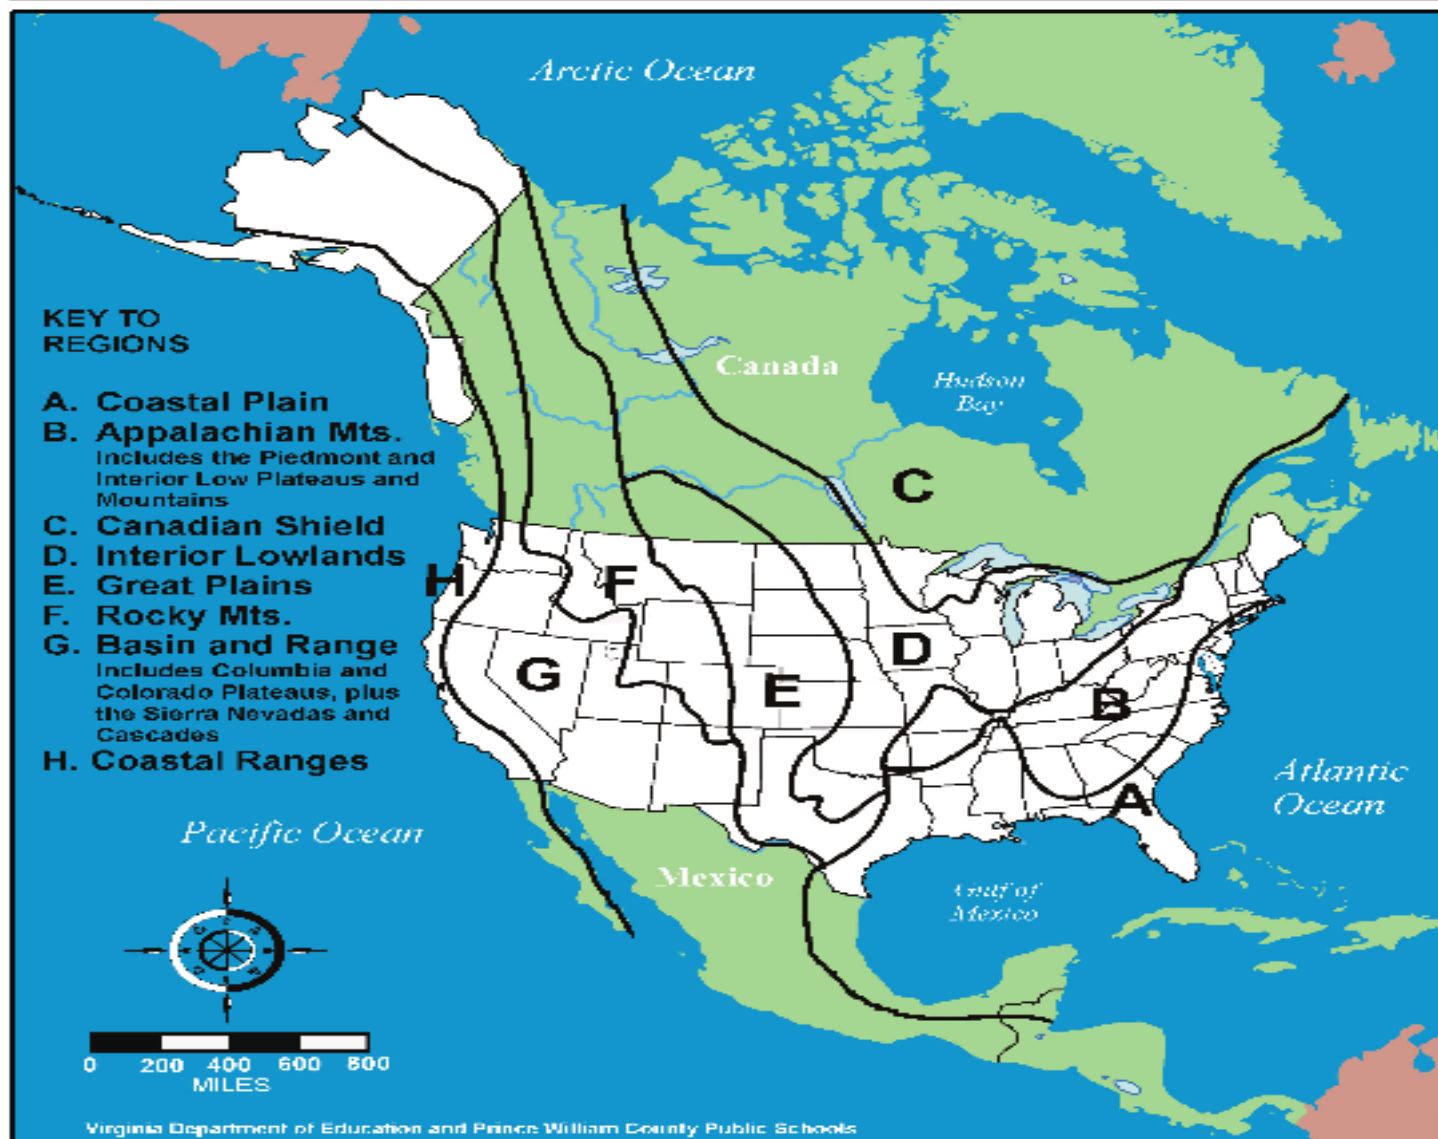 Arctic Ocean
Canada
Hudson
Bay
KEY TO
REGIONS
A. Coastal Plain
B. Appalachian Mts.
Includes the Piedmont and
Interior Low Plateaus and
Mountains
C. Canadian Shield
D. Interior Lowlands
E. Great Plains
F. Rocky Mts.
G. Basin and Range
Includes Columbia and
Colorado Plateaus, plus
the Sierra Nevadas and
Cascades
H. Coastal Ranges
C
H
F
D
G
E
B
A
Atlantic
Ocean
Pacific Ocean
Mexico
Gulf of
Mexico
0 200 400 600 800
MILES
Virginia Department of Education and Prince William County Public Schools